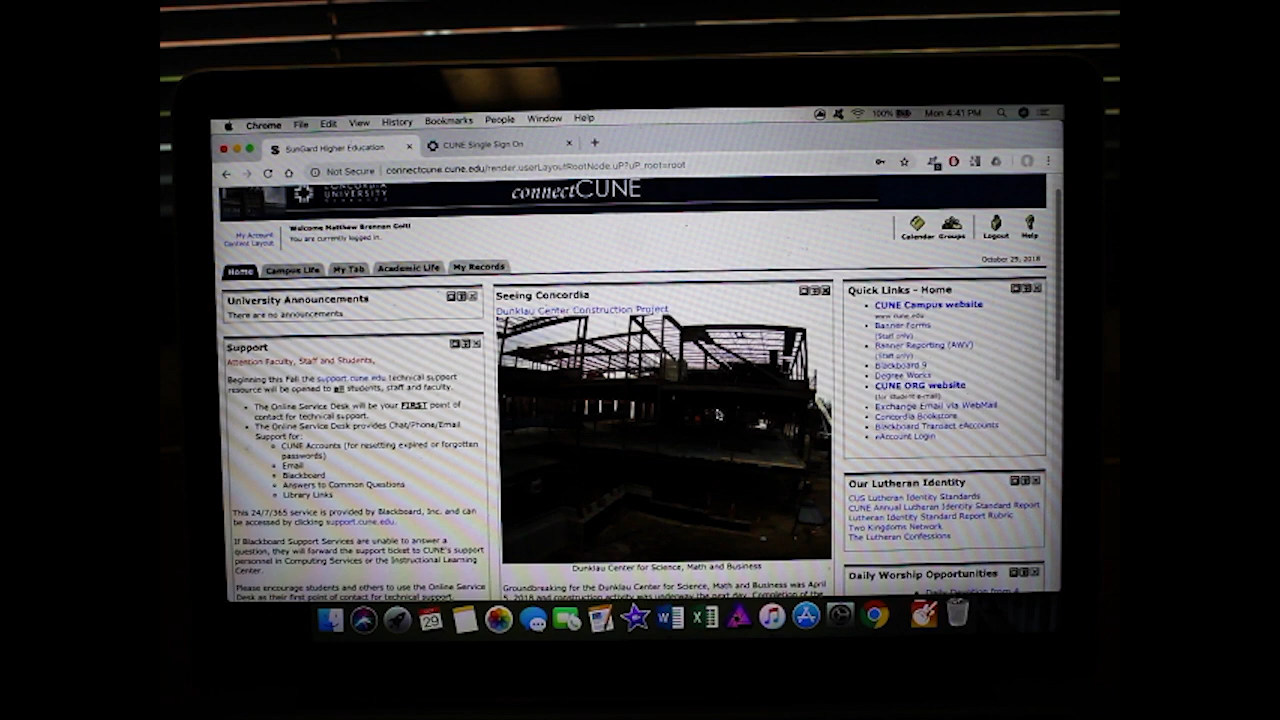 Chrome File Edit View History Bookmarks People Window Help 100% Mon 4:41 PM
SunGard Higher Education
CUNE Single Sign On
Not Secure connectcune.cune.edu/render.userLayoutRootNode.uP?uP_root=root
CONCORDIA
UNIVERSITY
connectCUNE
My Account
Content Layout
Welcome Matthew Brennan
You are currently logged in.
Calendar Groups Logout Help
October 29, 2018
Home Campus Life My Tab Academic Life My Records
University Announcements
There are no announcements
Support
Attention Faculty, Staff and Students,
Beginning this Fall the support.cune.edu technical support
resource will be opened to all students, staff and faculty.
The Online Service Desk will be your FIRST point of
contact for technical support.
The Online Service Desk provides Chat/Phone/Email
Support for:
CUNE Accounts (for resetting expired or forgotten
passwords)
Email
Blackboard
Answers to Common Questions
Library Links
This 24/7/365 service is provided by Blackboard, Inc. and can
be accessed by clicking support.cune.edu.
If Blackboard Support Services are unable to answer a
question, they will forward the support ticket to CUNE's support
personnel in Computing Services or the Instructional Learning
Center.
Please encourage students and others to use the Online Service
Desk as their first point of contact for technical support.
Seeing Concordia
Dunklau Center Construction Project
Dunklau Center for Science, Math and Business
Groundbreaking for the Dunklau Center for Science, Math and Business was April
5, 2018 and construction activity was underway the next day. Completion of the
Quick Links - Home
CUNE Campus website
www.cune.edu
Banner Forms
(Staff only)
Banner Reporting (AWV)
(Staff only)
Blackboard 9
Degree Works
CUNE ORG website
(for student e-mail)
Exchange Email via WebMail
Concordia Bookstore
Blackboard Transact eAccounts
eAccount Login
Our Lutheran Identity
CUS Lutheran Identity Standards
CUNE Annual Lutheran Identity Standard Report
Lutheran Identity Standard Report Rubric
Two Kingdoms Network
The Lutheran Confessions
Daily Worship Opportunities
Daily Devotion from
29